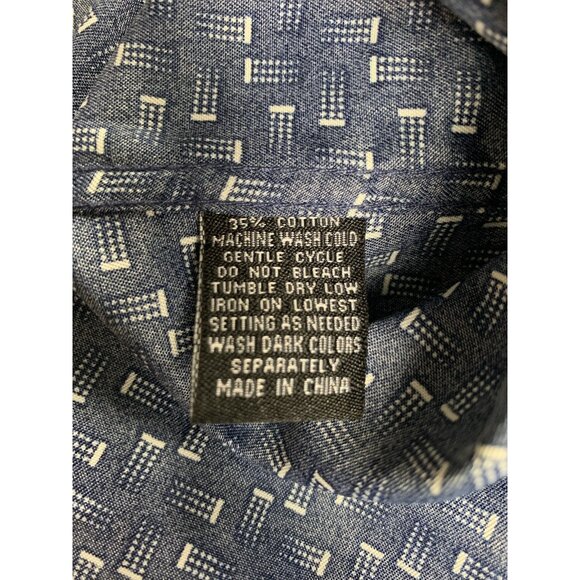 35% COTTON
MACHINE WASH COLD
GENTLE CYCLE
DO NOT BLEACH
TUMBLE DRY LOW
IRON ON LOWEST
SETTING AS NEEDED
WASH DARK COLORS
SEPARATELY
MADE IN CHINA